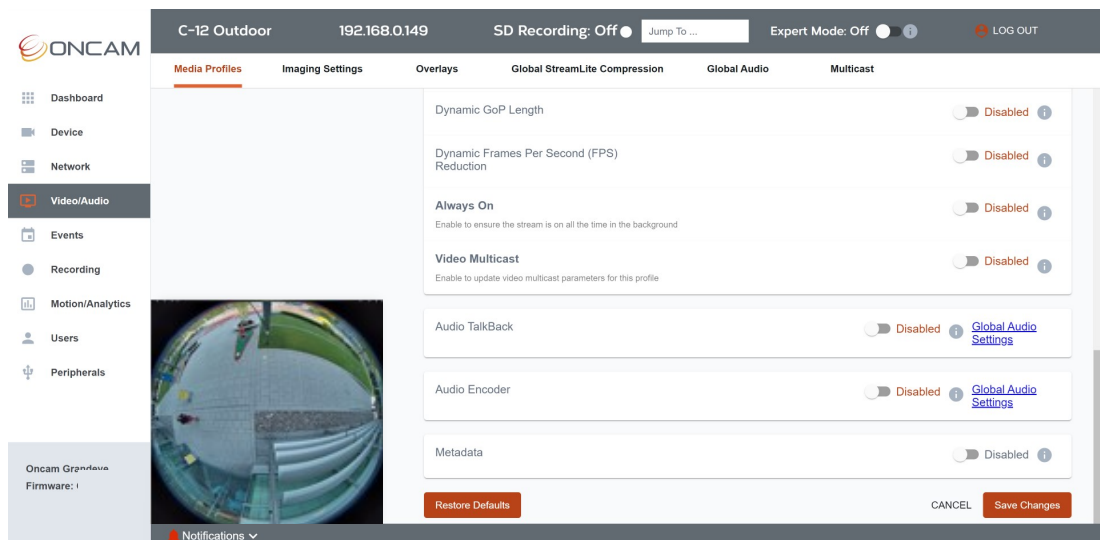 ONCAM
C-12 Outdoor 192.168.0.149 SD Recording: Off Jump To ... Expert Mode: Off LOG OUT
Media Profiles Imaging Settings Overlays Global StreamLite Compression Global Audio Multicast
Dashboard
Device
Network
Video/Audio
Events
Recording
Motion/Analytics
Users
Peripherals
Oncam
Firmware:
Dynamic GoP Length Disabled
Dynamic Frames Per Second (FPS)
Reduction Disabled
Always On Disabled
Enable to ensure the stream is on all the time in the background
Video Multicast Disabled
Enable to update video multicast parameters for this profile
Audio TalkBack Disabled Global Audio
Settings
Audio Encoder Disabled Global Audio
Settings
Metadata Disabled
Restore Defaults CANCEL Save Changes
Notifications